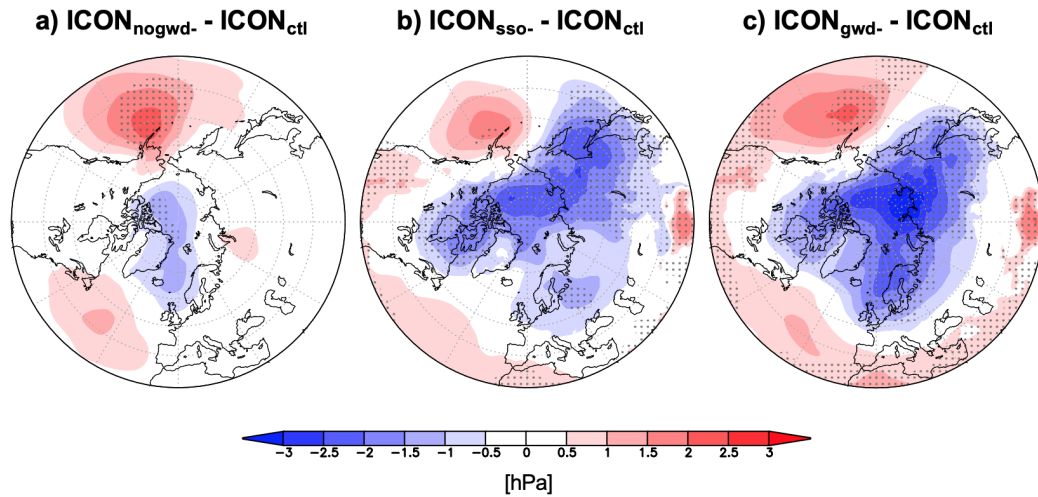 a) ICONnogwd- - ICONctl b) ICONsso- - ICONctl c) ICONgwd- - ICONctl
-3 -2.5 -2 -1.5 -1 -0.5 0 0.5 1 1.5 2 2.5 3
[hPa]